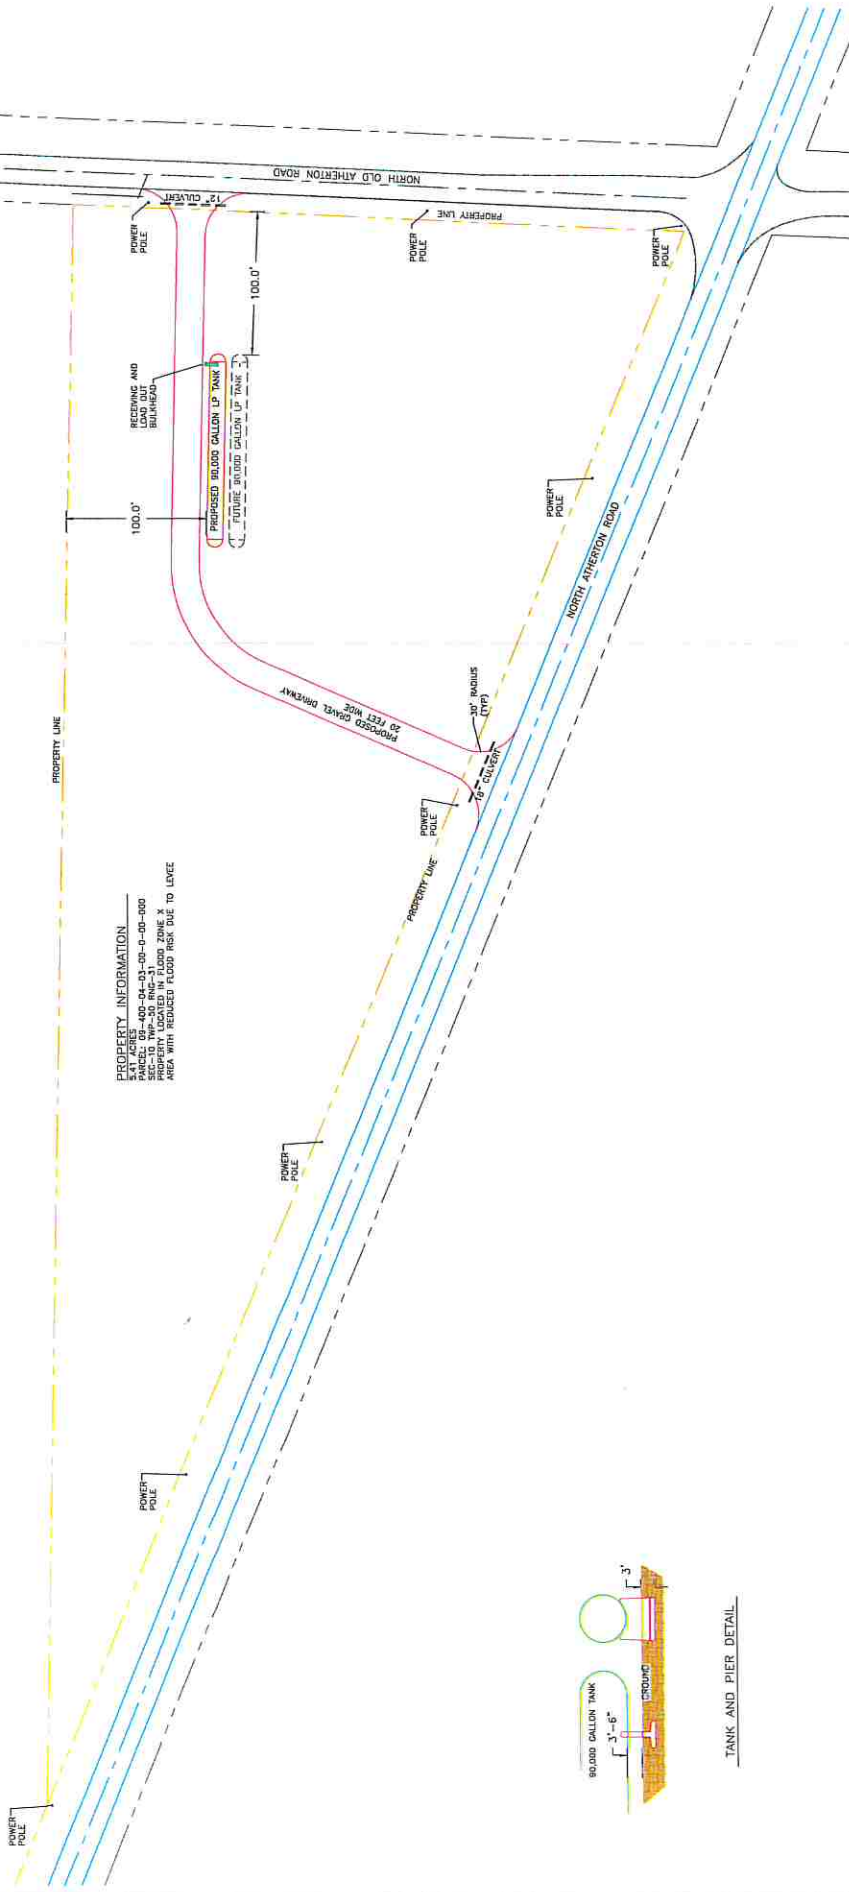 NORTH OLD ATHERTON ROAD
12" CULVERT
POWER
POLE
PROPERTY LINE
POWER
POLE
POWER
POLE
100.0'
RECEIVING AND
LOAD OUT
BULKHEAD
PROPOSED 90,000 GALLON LP TANK
FUTURE 90,000 GALLON LP TANK
100.0'
POWER
POLE
NORTH ATHERTON ROAD
PROPERTY LINE
PROPOSED GRAVEL DRIVEWAY
20 FEET WIDE
30' RADIUS
(TYP)
18" CULVERT
POWER
POLE
PROPERTY LINE
PROPERTY INFORMATION
5.41 ACRES
PARCEL: 09-400-04-03-00-0-00-000
SEC-10 TWP-50 RNG-31
PROPERTY LOCATED IN FLOOD ZONE X
AREA WITH REDUCED FLOOD RISK DUE TO LEVEE
POWER
POLE
POWER
POLE
POWER
POLE
90,000 GALLON TANK
3'-6"
GROUND
3'
TANK AND PIER DETAIL